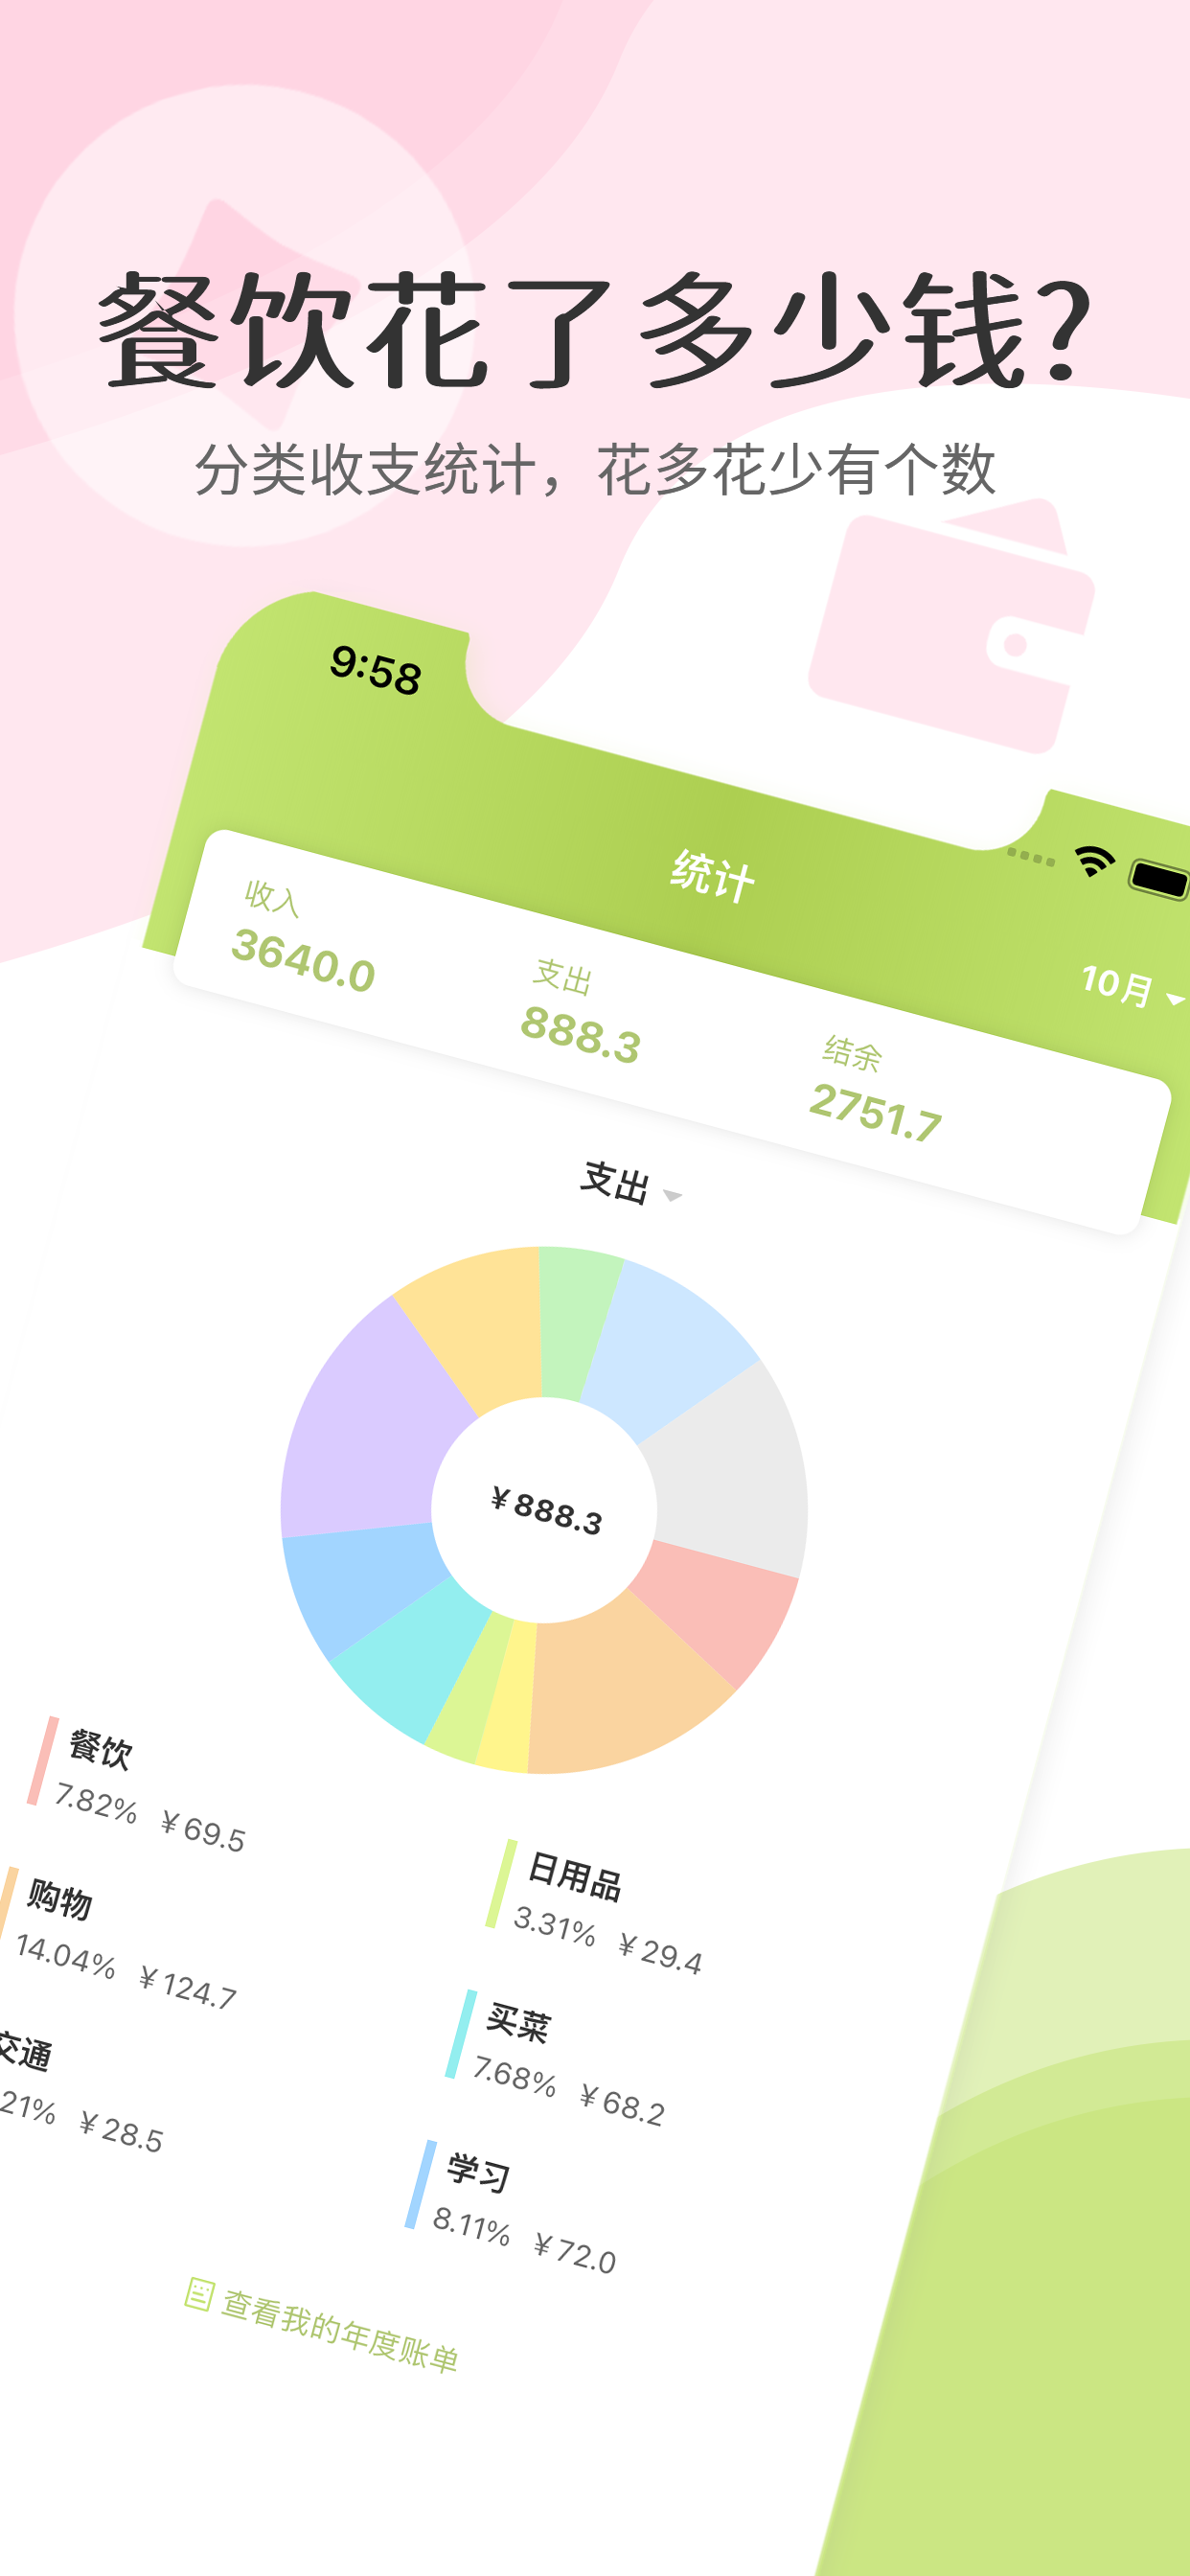 餐饮花了多少钱?
分类收支统计，花多花少有个数
9:58
统计
10月
收入
3640.0
支出
888.3
结余
2751.7
支出
¥888.3
餐饮
7.82% ¥69.5
购物
14.04% ¥124.7
交通
21% ¥28.5
日用品
3.31% ¥29.4
买菜
7.68% ¥68.2
学习
8.11% ¥72.0
查看我的年度账单